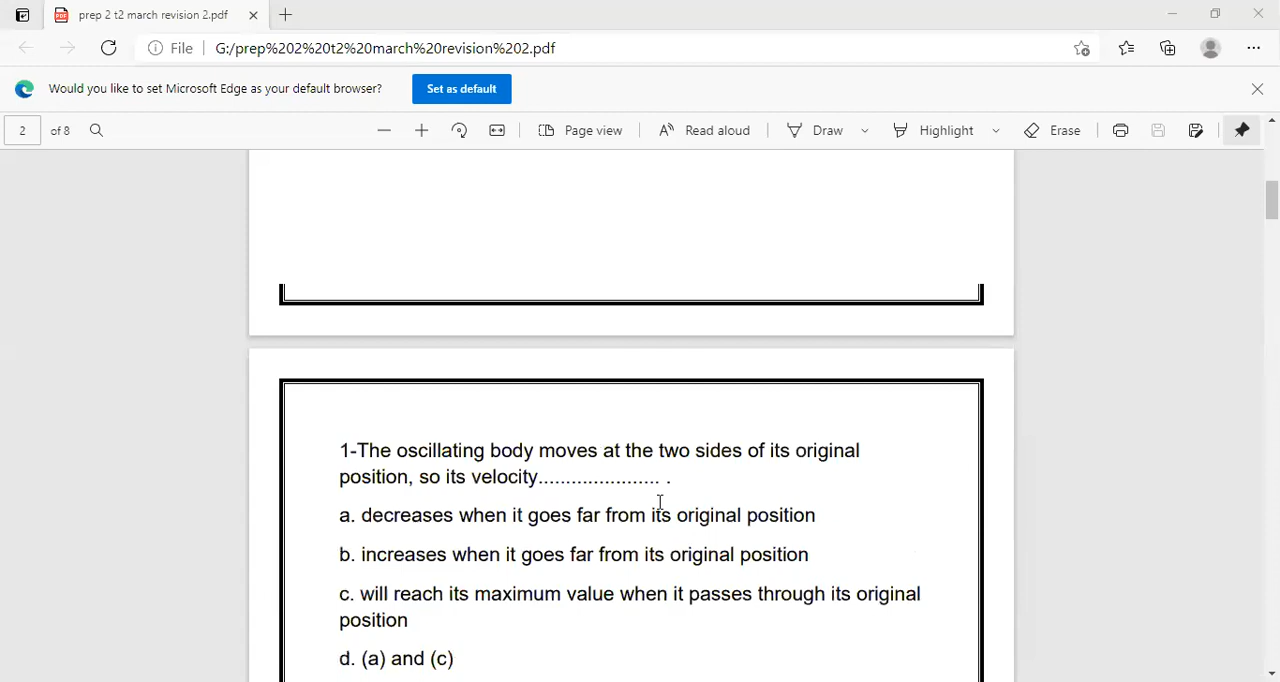 prep 2 t2 march revision 2.pdf
File G:/prep%202%20t2%20march%20revision%202.pdf
Would you like to set Microsoft Edge as your default browser? Set as default
2 of 8 Page view Read aloud Draw Highlight Erase
1-The oscillating body moves at the two sides of its original
position, so its velocity...................... .
a. decreases when it goes far from its original position
b. increases when it goes far from its original position
c. will reach its maximum value when it passes through its original
position
d. (a) and (c)